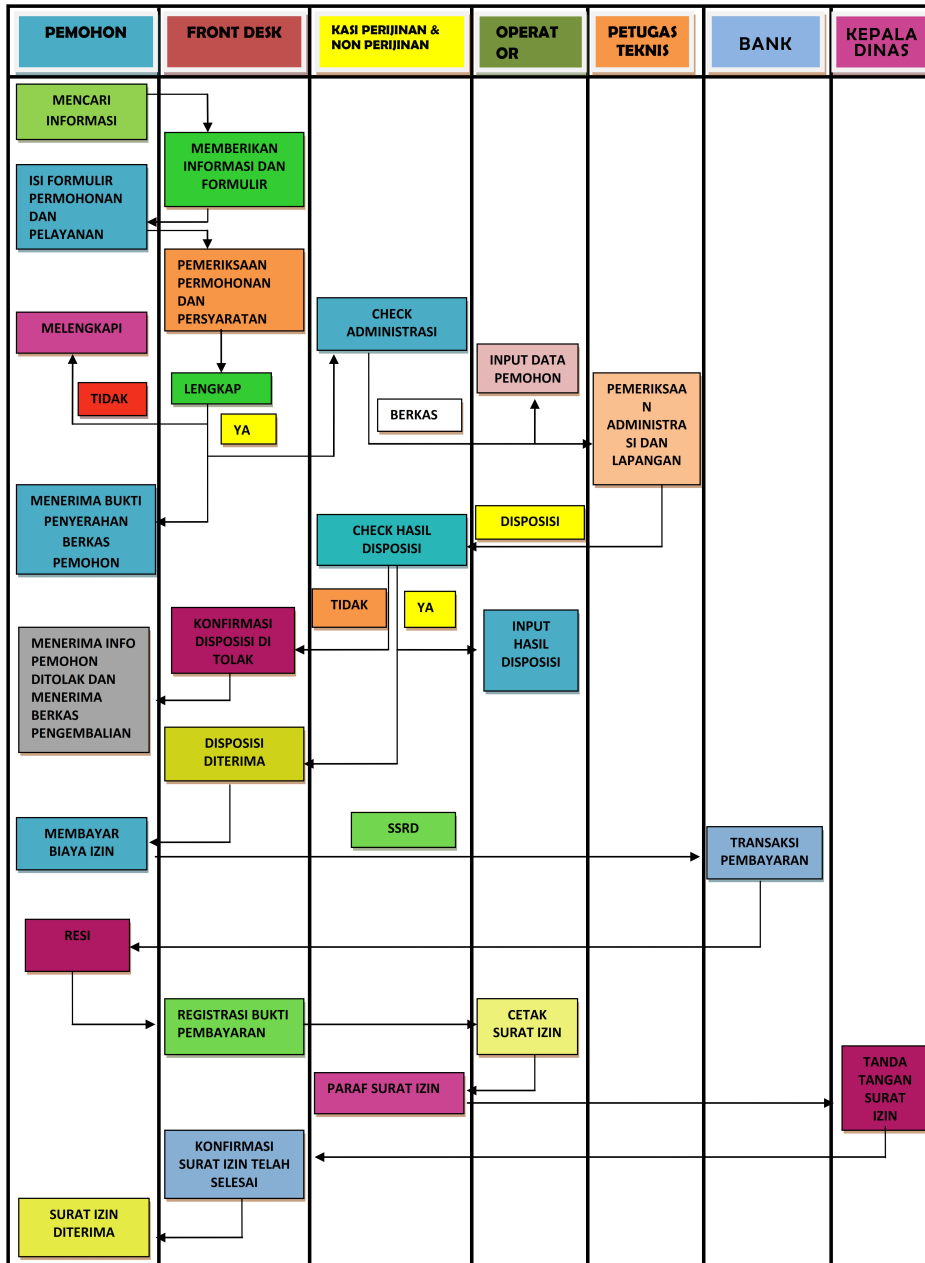 PEMOHON
FRONT DESK
KASI PERIJINAN &
NON PERIJINAN
OPERAT
OR
PETUGAS
TEKNIS
BANK
KEPALA
DINAS
MENCARI
INFORMASI
MEMBERIKAN
INFORMASI DAN
FORMULIR
ISI FORMULIR
PERMOHONAN
DAN
PELAYANAN
PEMERIKSAAN
PERMOHONAN
DAN
PERSYARATAN
MELENGKAPI
CHECK
ADMINISTRASI
INPUT DATA
PEMOHON
TIDAK
LENGKAP
YA
BERKAS
PEMERIKSAA
N
ADMINISTRA
SI DAN
LAPANGAN
MENERIMA BUKTI
PENYERAHAN
BERKAS
PEMOHON
CHECK HASIL
DISPOSISI
DISPOSISI
TIDAK
YA
KONFIRMASI
DISPOSISI DI
TOLAK
INPUT
HASIL
DISPOSISI
MENERIMA INFO
PEMOHON
DITOLAK DAN
MENERIMA
BERKAS
PENGEMBALIAN
DISPOSISI
DITERIMA
MEMBAYAR
BIAYA IZIN
SSRD
TRANSAKSI
PEMBAYARAN
RESI
REGISTRASI BUKTI
PEMBAYARAN
CETAK
SURAT IZIN
PARAF SURAT IZIN
TANDA
TANGAN
SURAT
IZIN
KONFIRMASI
SURAT IZIN TELAH
SELESAI
SURAT IZIN
DITERIMA